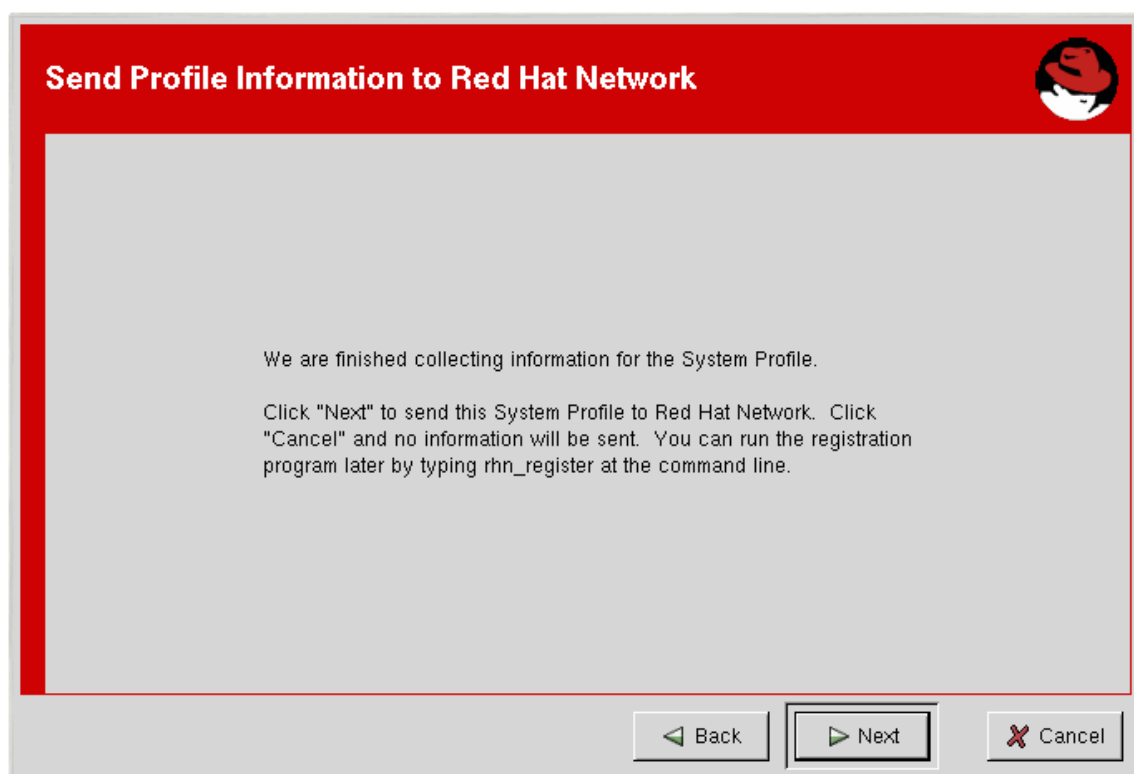 Send Profile Information to Red Hat Network
We are finished collecting information for the System Profile.
Click "Next" to send this System Profile to Red Hat Network.  Click
"Cancel" and no information will be sent.  You can run the registration
program later by typing rhn_register at the command line.
Back
Next
Cancel